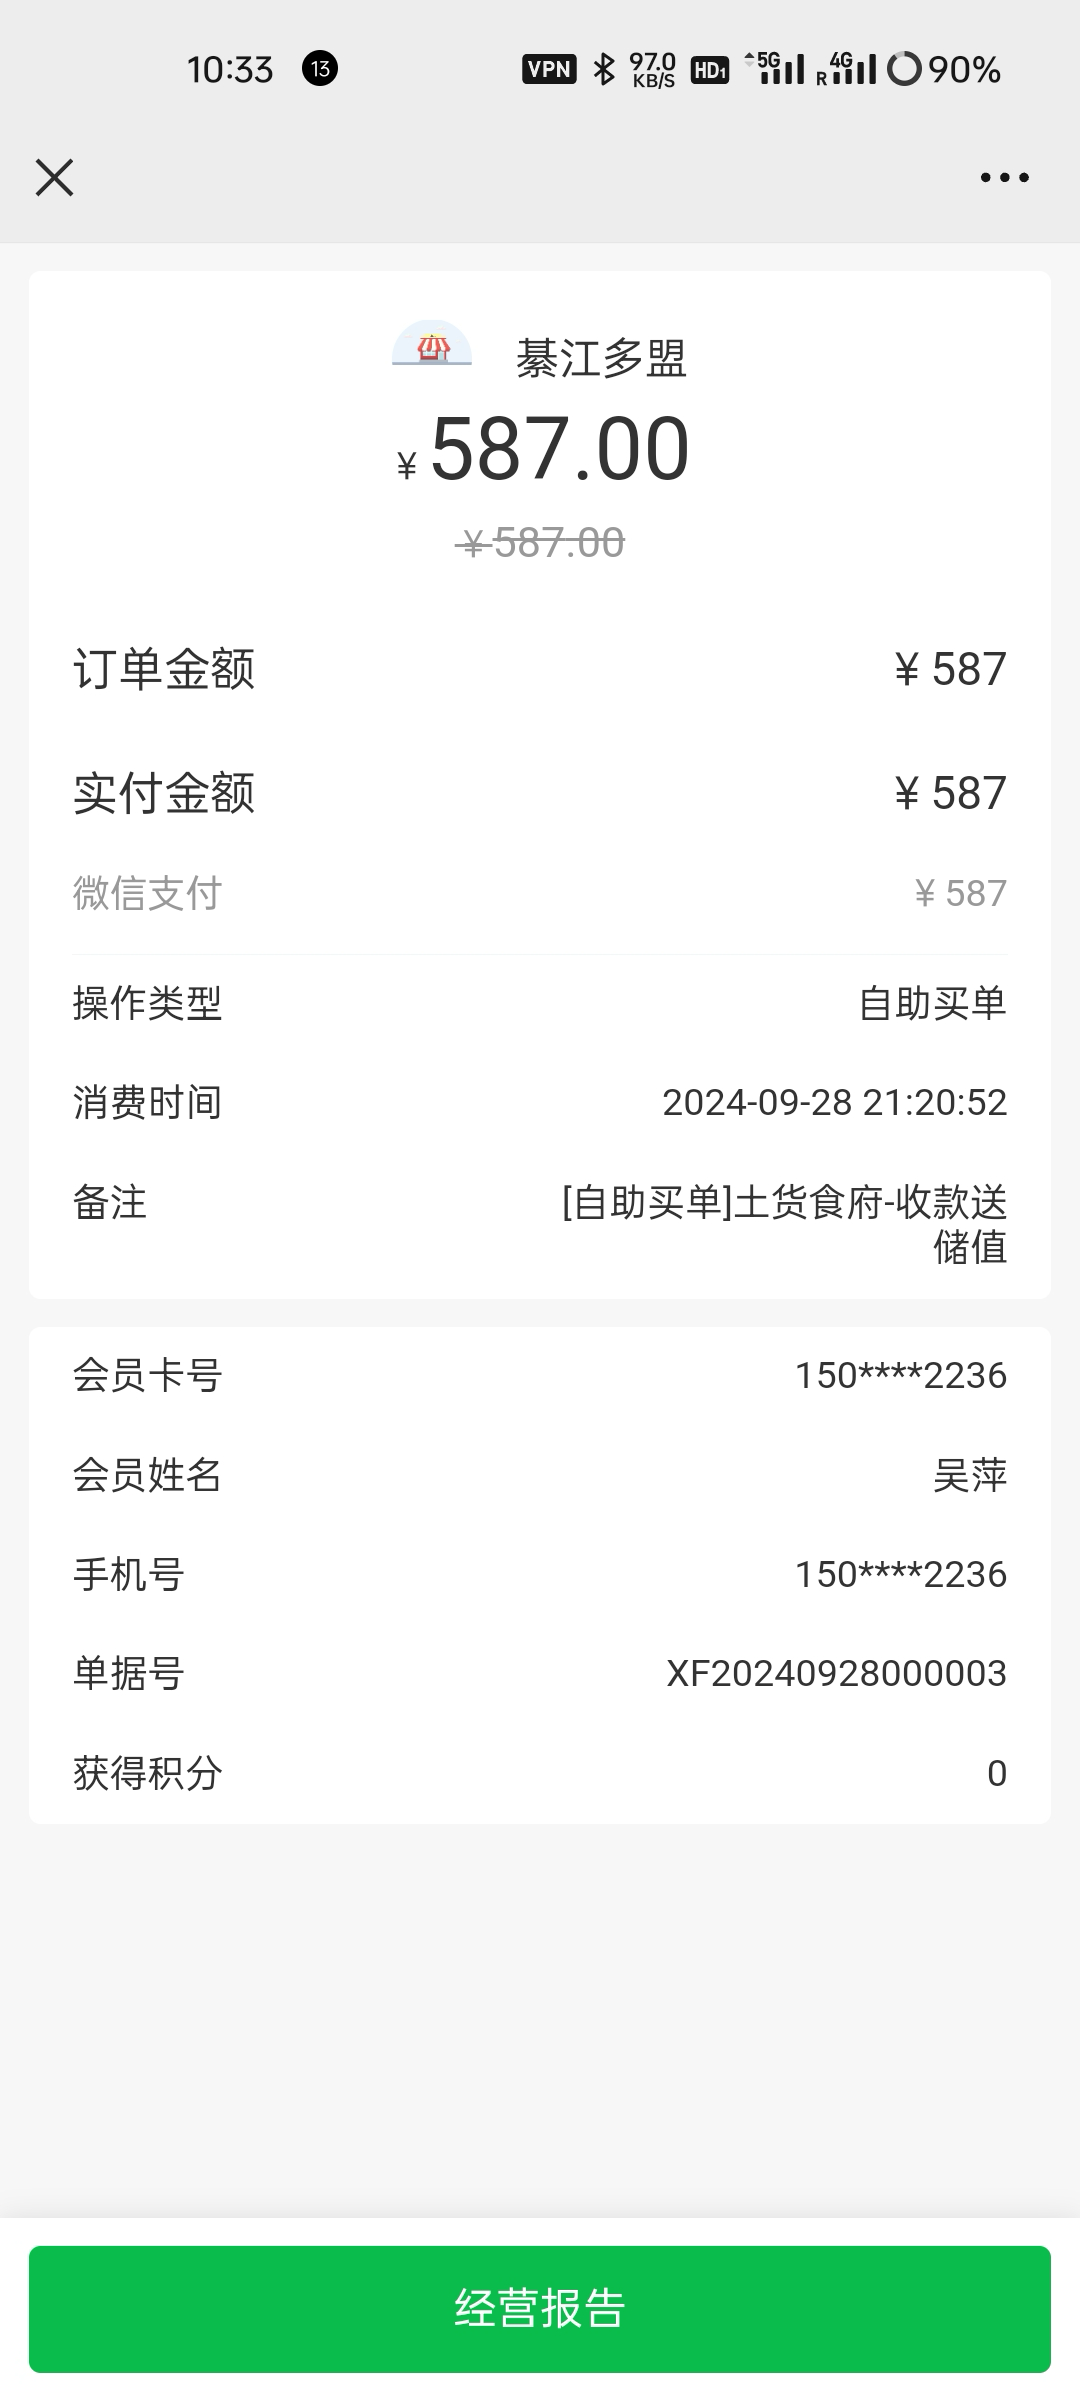 10:33 13 VPN 97.0 KB/S HD1 5G R 4G 90%
綦江多盟
¥587.00
¥587.00
订单金额 ¥587
实付金额 ¥587
微信支付 ¥587
操作类型 自助买单
消费时间 2024-09-28 21:20:52
备注 [自助买单]土货食府-收款送
储值
会员卡号 150****2236
会员姓名 吴萍
手机号 150****2236
单据号 XF20240928000003
获得积分 0
经营报告